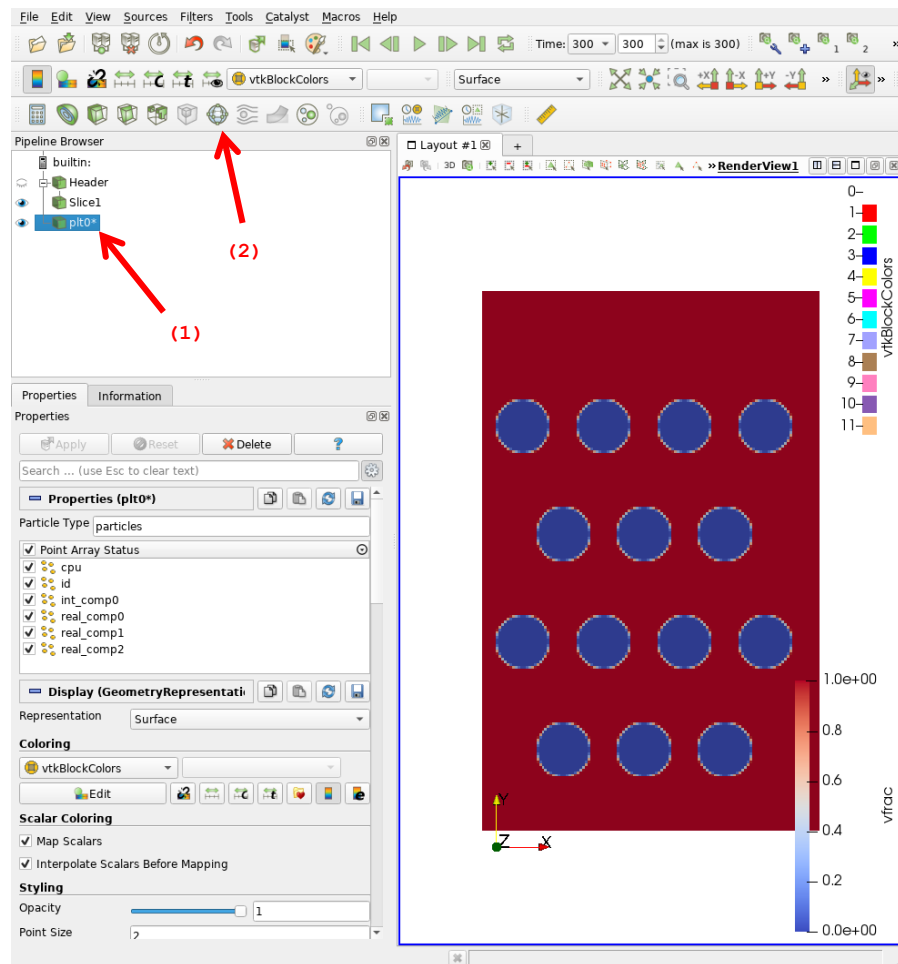 File Edit View Sources Filters Tools Catalyst Macros Help
Time: 300 300 (max is 300)
1 2 »
vtkBlockColors Surface +X -X +Y -Y » »
Pipeline Browser
builtin:
Header
Slice1
plt0*
(2)
(1)
Properties Information
Properties
Apply Reset Delete ?
Search ... (use Esc to clear text)
Properties (plt0*)
Particle Type particles
Point Array Status
cpu
id
int_comp0
real_comp0
real_comp1
real_comp2
Display (GeometryRepresentati
Representation Surface
Coloring
vtkBlockColors
Edit
Scalar Coloring
Map Scalars
Interpolate Scalars Before Mapping
Styling
Opacity 1
Point Size 2
Layout #1 +
3D » RenderView1
0
1
2
3
4
5
6
7
8
9
10
11
vtkBlockColors
1.0e+00
0.8
0.6
0.4
0.2
0.0e+00
vfrac
Y
Z X